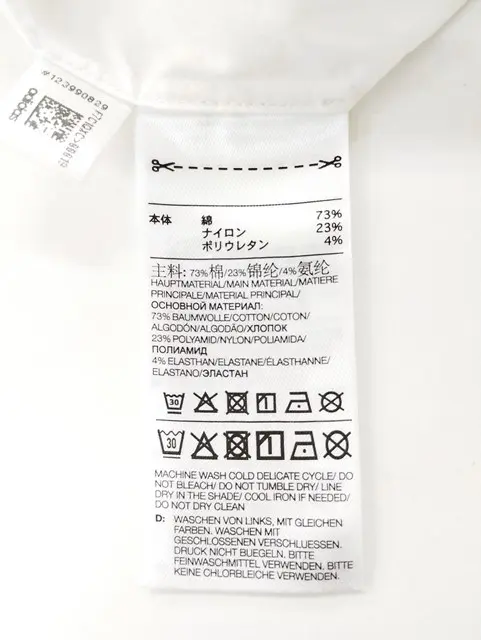 #123990859
adidas
本体 綿 73%
ナイロン 23%
ポリウレタン 4%
主料: 73%棉/23%锦纶/4%氨纶
HAUPTMATERIAL/MAIN MATERIAL/MATIERE
PRINCIPALE/MATERIAL PRINCIPAL/
ОСНОВНОЙ МАТЕРИАЛ:
73% BAUMWOLLE/COTTON/COTON/
ALGODÓN/ALGODÃO/ХЛОПОК
23% POLYAMID/NYLON/POLIAMIDA/
ПОЛИАМИД
4% ELASTHAN/ELASTANE/ÉLASTHANNE/
ELASTANO/ЭЛАСТАН
30
30
MACHINE WASH COLD DELICATE CYCLE/ DO
NOT BLEACH/ DO NOT TUMBLE DRY/ LINE
DRY IN THE SHADE/ COOL IRON IF NEEDED/
DO NOT DRY CLEAN
D: WASCHEN VON LINKS, MIT GLEICHEN
FARBEN. WASCHEN MIT
GESCHLOSSENEN VERSCHLUESSEN.
DRUCK NICHT BUEGELN. BITTE
FEINWASCHMITTEL VERWENDEN. BITTE
KEINE CHLORBLEICHE VERWENDEN.